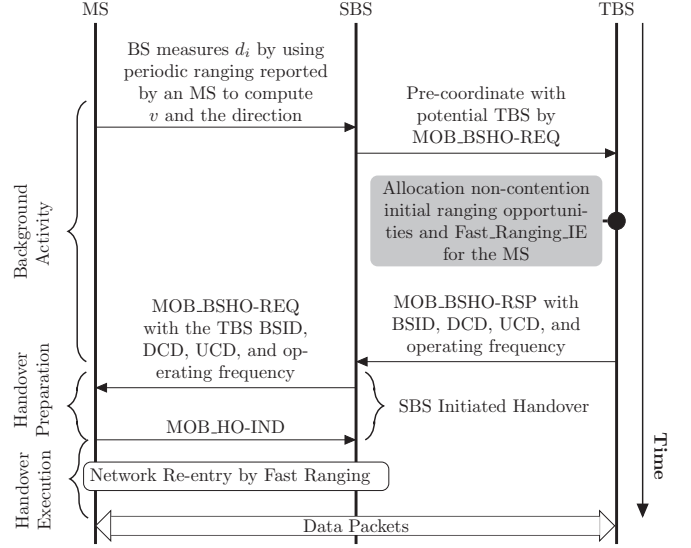 MS
SBS
TBS
BS measures d_i by using
periodic ranging reported
by an MS to compute
v and the direction
Pre-coordinate with
potential TBS by
MOB_BSHO-REQ
Allocation non-contention
initial ranging opportuni-
ties and Fast_Ranging_IE
for the MS
Background
Activity
MOB_BSHO-REQ
with the TBS BSID,
DCD, UCD, and op-
erating frequency
MOB_BSHO-RSP with
BSID, DCD, UCD, and
operating frequency
Handover
Preparation
SBS Initiated Handover
MOB_HO-IND
Time
Handover
Execution
Network Re-entry by Fast Ranging
Data Packets